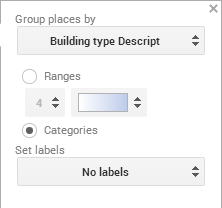 Group places by
Building type Descript
Ranges
4
Categories
Set labels
No labels